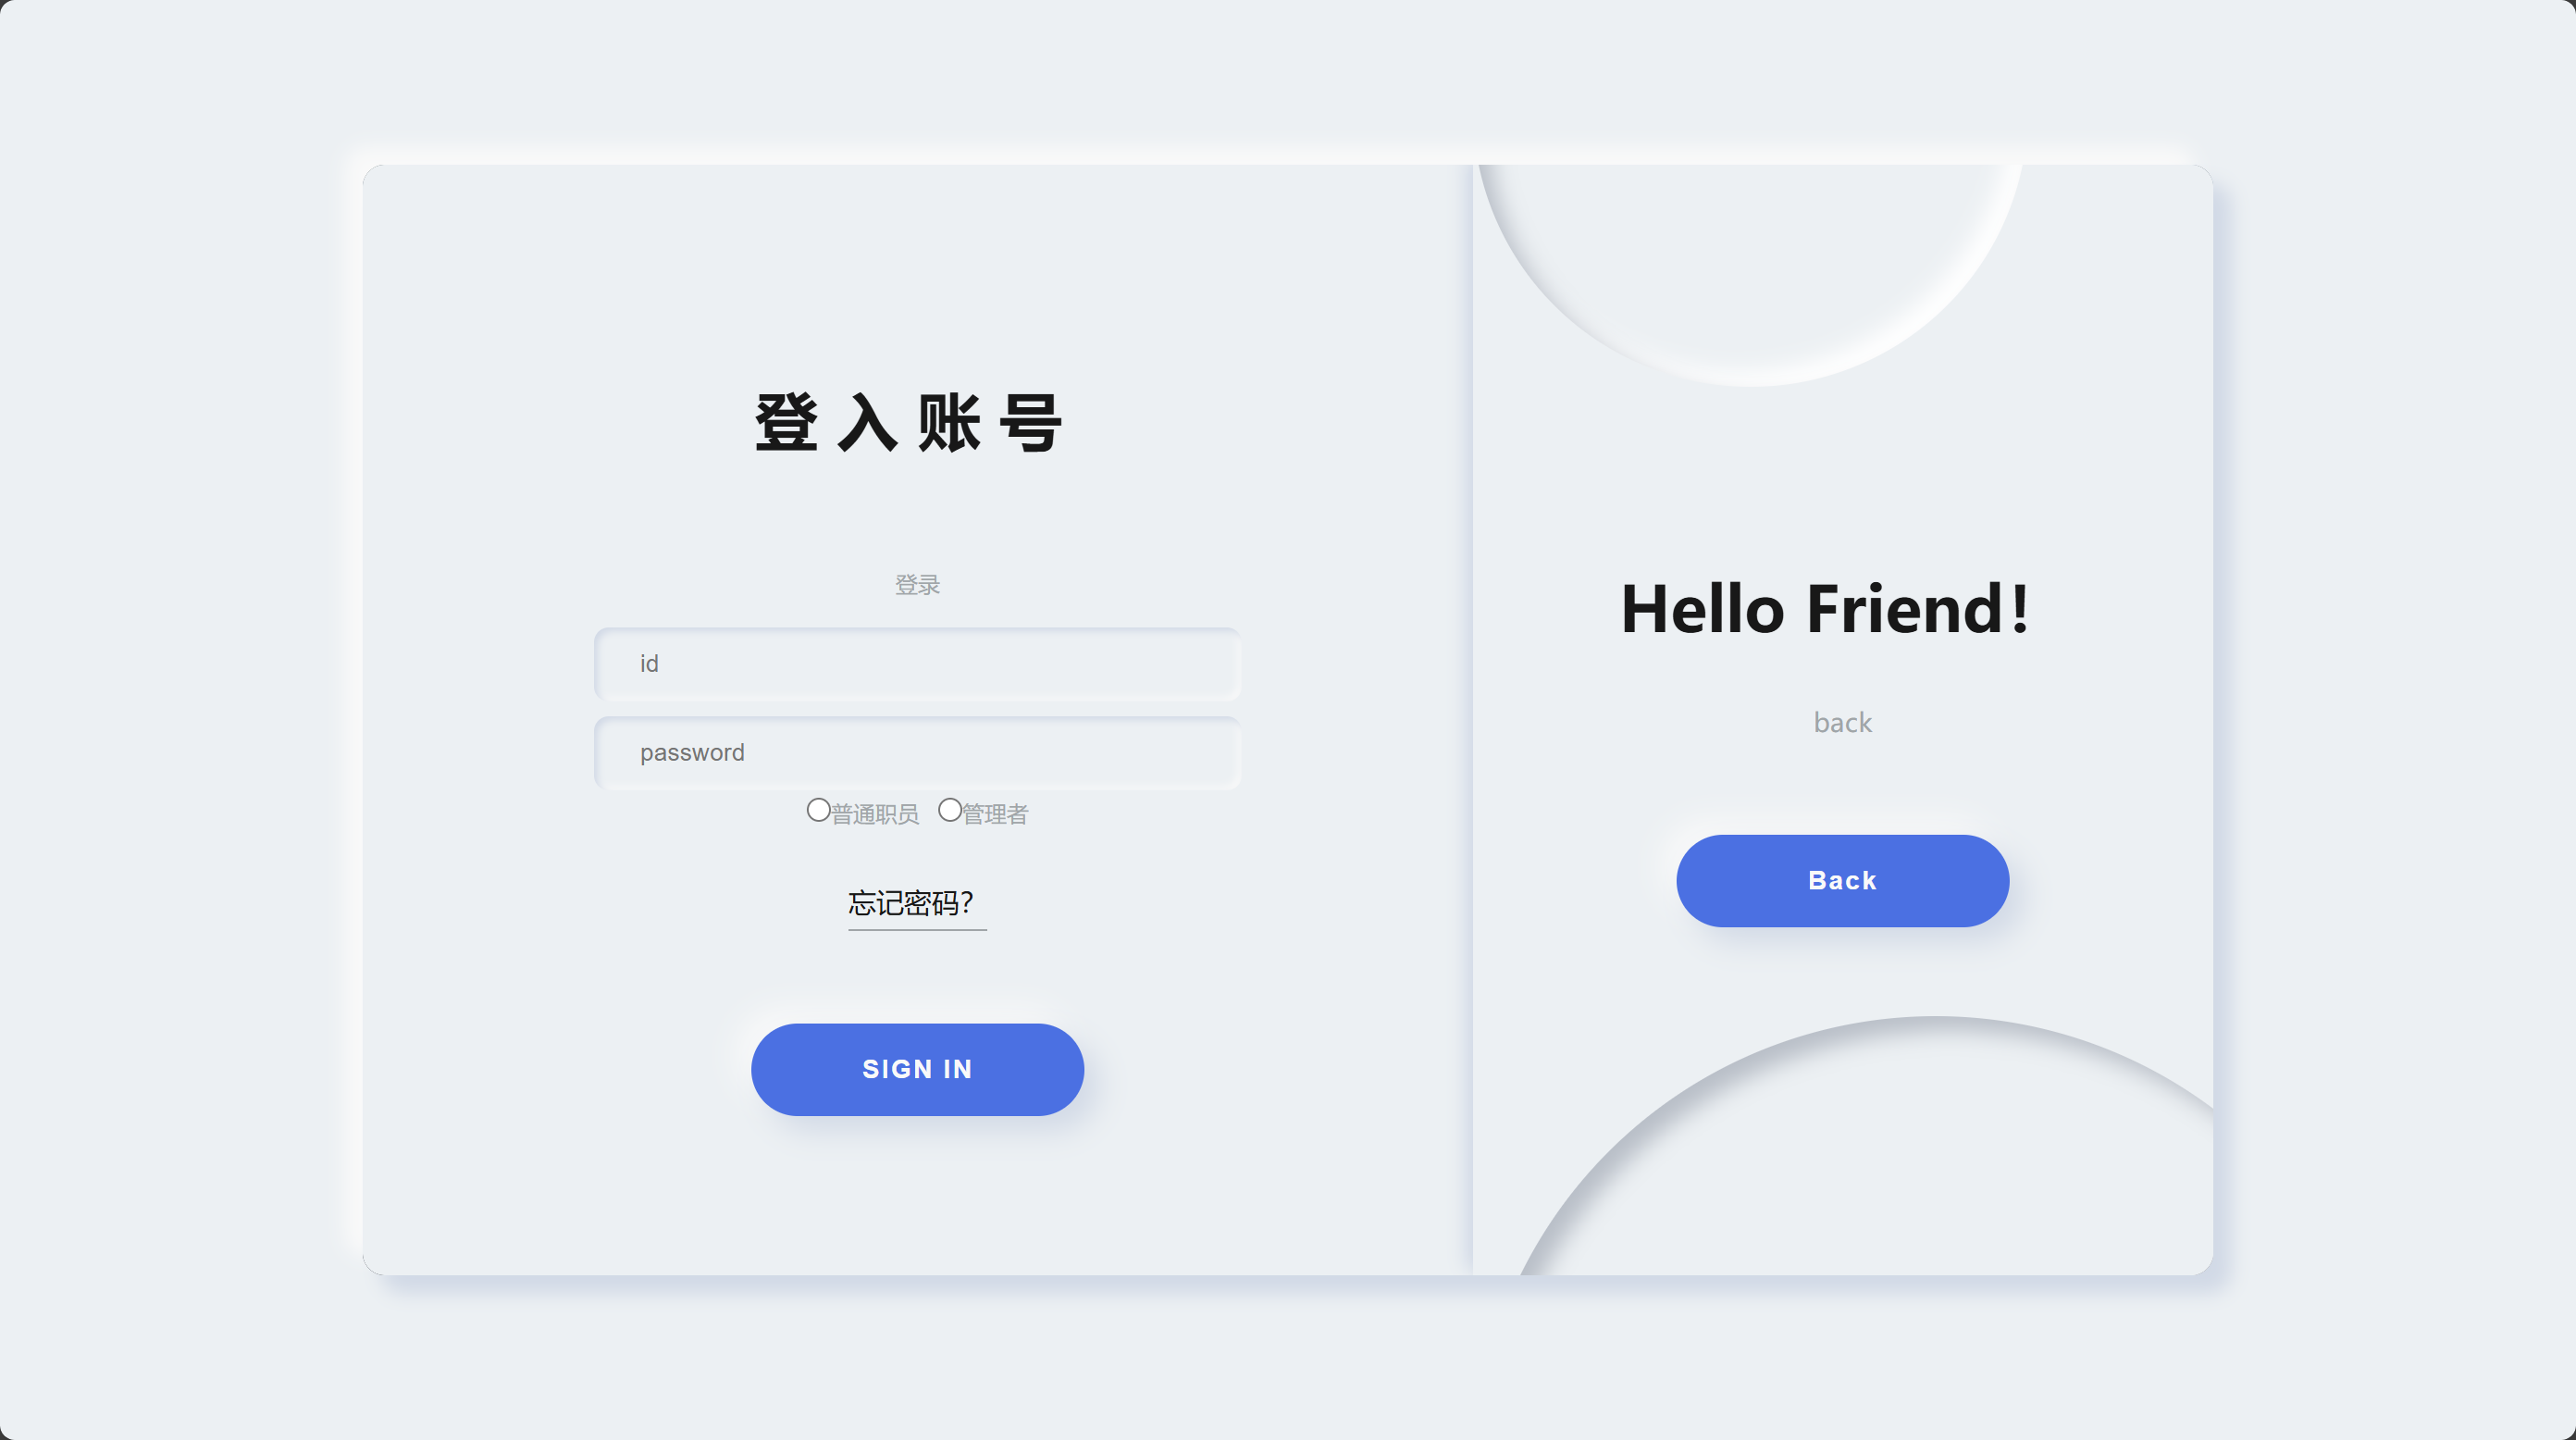 登入账号
登录
id
password
普通职员 管理者
忘记密码？
SIGN IN
Hello Friend！
back
Back